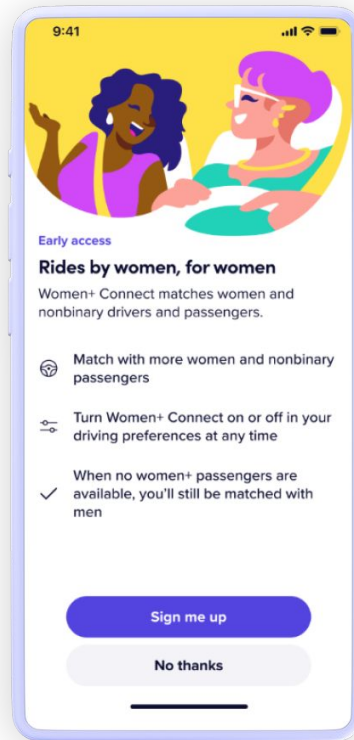 9:41
Early access
Rides by women, for women
Women+ Connect matches women and
nonbinary drivers and passengers.
Match with more women and nonbinary
passengers
Turn Women+ Connect on or off in your
driving preferences at any time
When no women+ passengers are
available, you'll still be matched with
men
Sign me up
No thanks